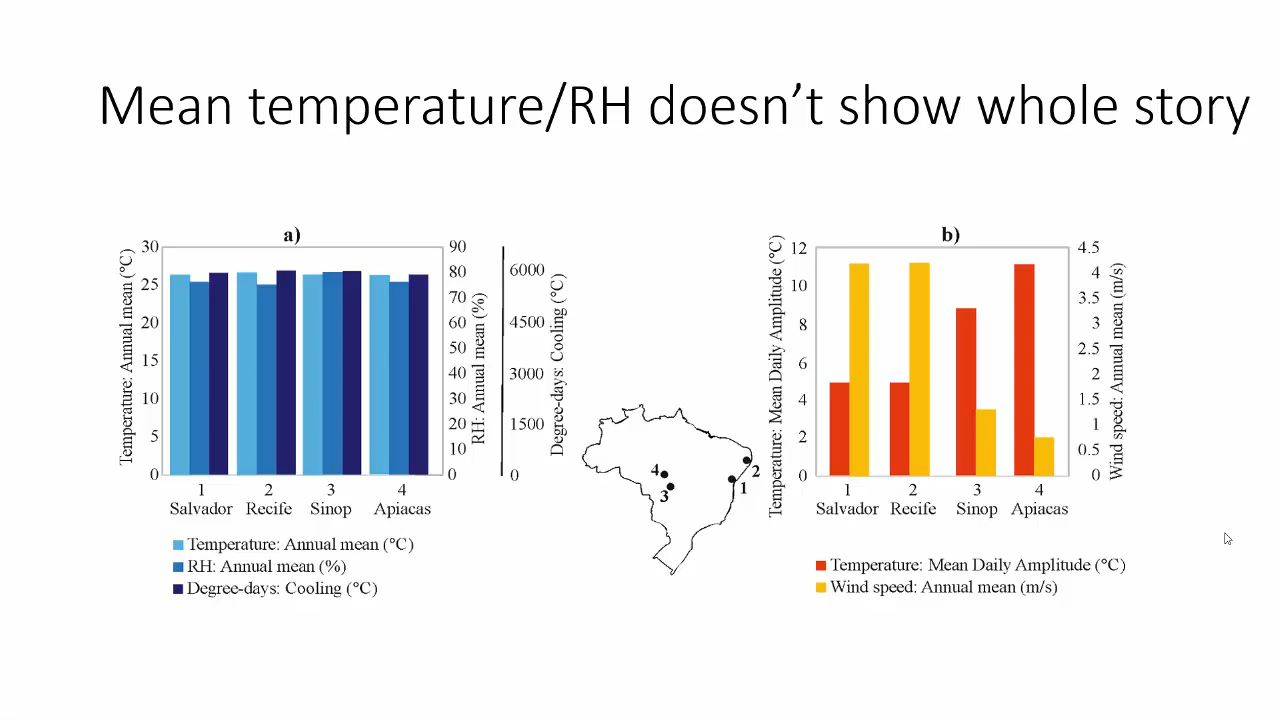 Mean temperature/RH doesn't show whole story
a)
Temperature: Annual mean (°C)
30
25
20
15
10
5
0
90
80
70
60
50
40
30
20
10
0
RH: Annual mean (%)
6000
4500
3000
1500
0
Degree-days: Cooling (°C)
1
2
3
4
Salvador
Recife
Sinop
Apiacas
Temperature: Annual mean (°C)
RH: Annual mean (%)
Degree-days: Cooling (°C)
4
3
2
1
b)
Temperature: Mean Daily Amplitude (°C)
12
10
8
6
4
2
0
4.5
4
3.5
3
2.5
2
1.5
1
0.5
0
Wind speed: Annual mean (m/s)
1
2
3
4
Salvador
Recife
Sinop
Apiacas
Temperature: Mean Daily Amplitude (°C)
Wind speed: Annual mean (m/s)